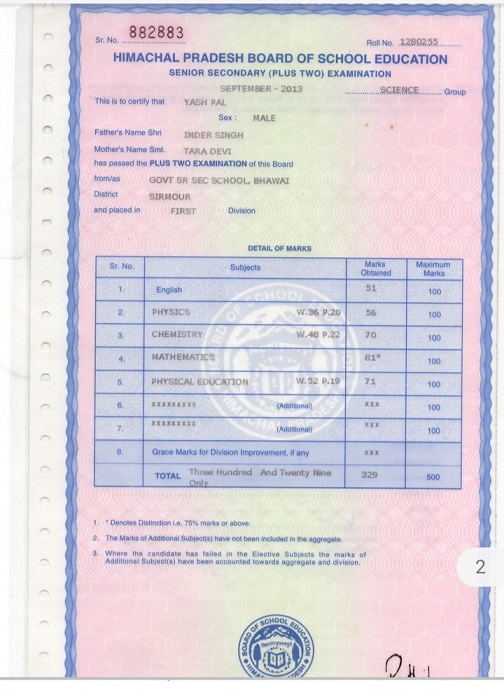 Sr. No. 882883
Roll No. 1280255
HIMACHAL PRADESH BOARD OF SCHOOL EDUCATION
SENIOR SECONDARY (PLUS TWO) EXAMINATION
SEPTEMBER - 2013 SCIENCE Group
This is to certify that YASH PAL
Sex : MALE
Father's Name Shri INDER SINGH
Mother's Name Smt. TARA DEVI
has passed the PLUS TWO EXAMINATION of this Board
from/as GOVT SR SEC SCHOOL, BHAWAI
District SIRMOUR
and placed in FIRST Division
DETAIL OF MARKS
Sr. No. Subjects Marks Obtained Maximum Marks
1. English 51 100
2. PHYSICS W.36 P.20 56 100
3. CHEMISTRY W.48 P.22 70 100
4. MATHEMATICS 81* 100
5. PHYSICAL EDUCATION W.52 P.19 71 100
6. XXXXXXXXX (Additional) XXX 100
7. XXXXXXXXX (Additional) XXX 100
8. Grace Marks for Division Improvement, if any XXX
TOTAL Three Hundred And Twenty Nine Only 329 500
1. * Denotes Distinction i.e. 75% marks or above.
2. The Marks of Additional Subject(s) have not been included in the aggregate.
3. Where the candidate has failed in the Elective Subjects the marks of
Additional Subject(s) have been accounted towards aggregate and division.
2
BOARD OF SCHOOL EDUCATION